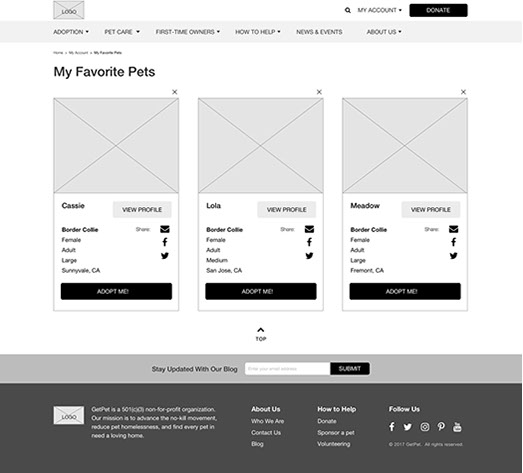 LOGO
MY ACCOUNT
DONATE
ADOPTION
PET CARE
FIRST-TIME OWNERS
HOW TO HELP
NEWS & EVENTS
ABOUT US
Home > My Account > My Favorite Pets
My Favorite Pets
Cassie
VIEW PROFILE
Border Collie
Share:
Female
Adult
Large
Sunnyvale, CA
ADOPT ME!
Lola
VIEW PROFILE
Border Collie
Share:
Female
Adult
Medium
San Jose, CA
ADOPT ME!
Meadow
VIEW PROFILE
Border Collie
Share:
Female
Adult
Large
Fremont, CA
ADOPT ME!
TOP
Stay Updated With Our Blog
Enter you email address
SUBMIT
LOGO
GetPet is a 501(c)(3) non-for-profit organization.
Our mission is to advance the no-kill movement,
reduce pet homelessness, and find every pet in
need a loving home.
About Us
Who We Are
Contact Us
Blog
How to Help
Donate
Sponsor a pet
Volunteering
Follow Us
You Tube
© 2017 GetPet. All rights reserved.